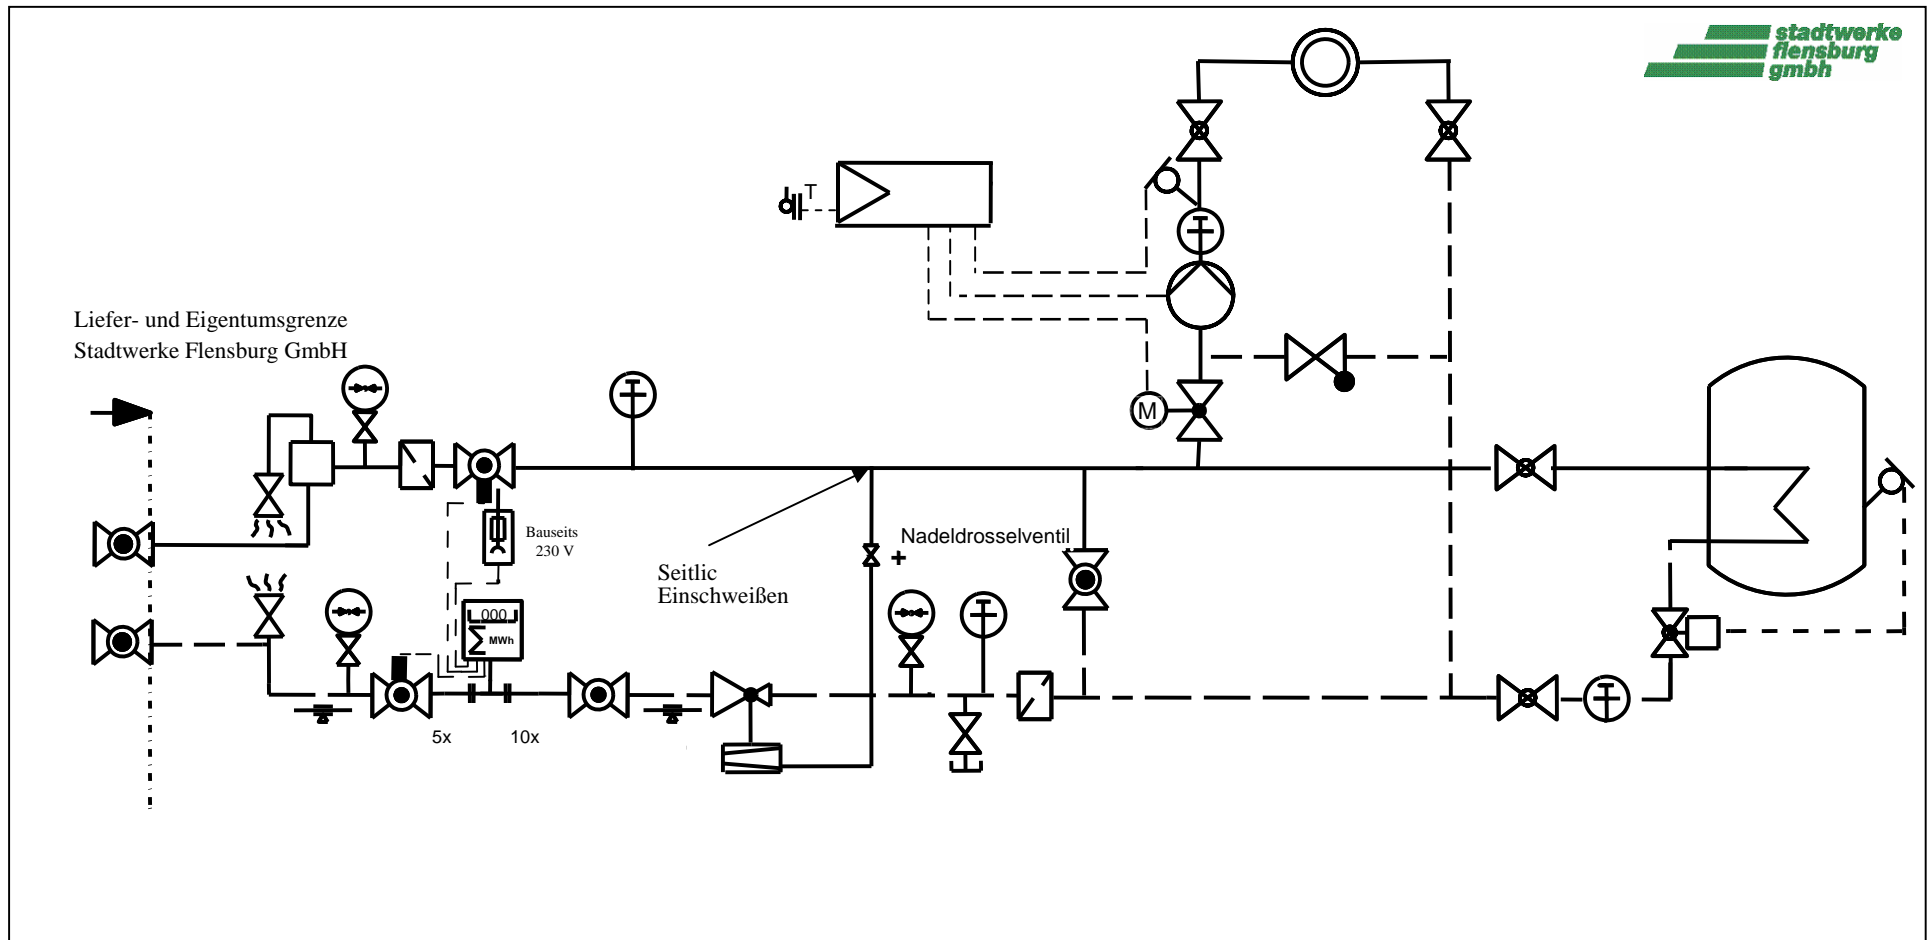 stadtwerke
flensburg
gmbh
T
Liefer- und Eigentumsgrenze
Stadtwerke Flensburg GmbH
M
Bauseits
230 V
Nadeldrosselventil
+
Seitlic
Einschweißen
000
Σ MWh
5x
10x